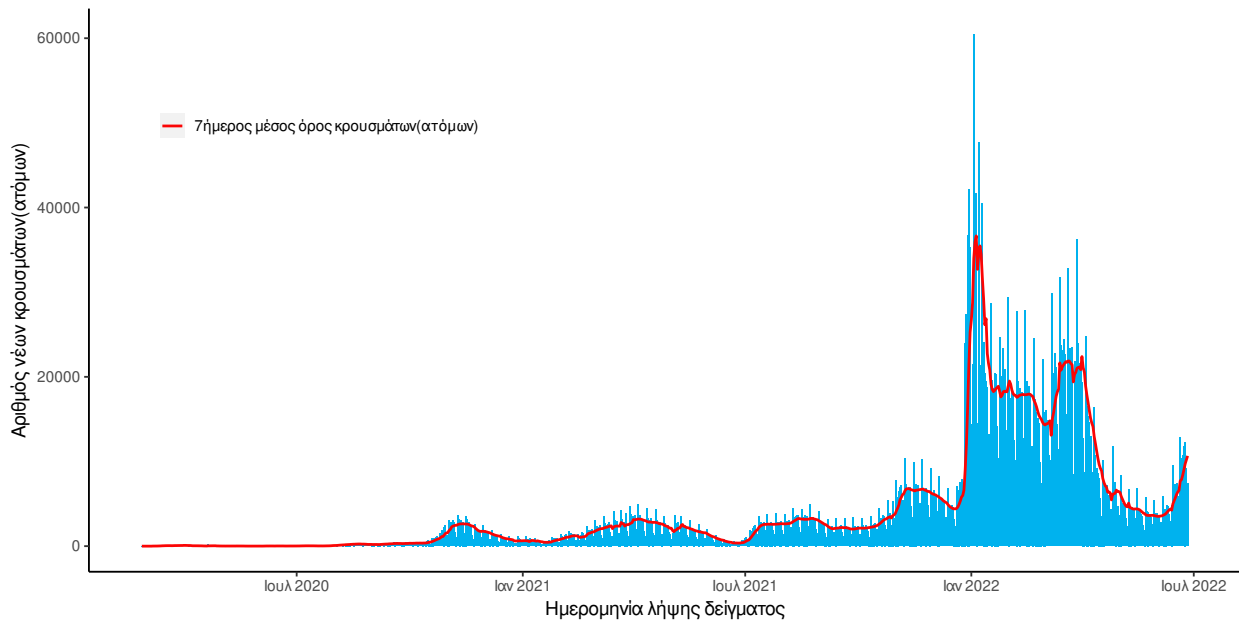 Αριθμός νέων κρουσμάτων(ατόμων)
60000
40000
20000
0
7ήμερος μέσος όρος κρουσμάτων(ατόμων)
Ιουλ 2020
Ιαν 2021
Ιουλ 2021
Ιαν 2022
Ιουλ 2022
Ημερομηνία λήψης δείγματος